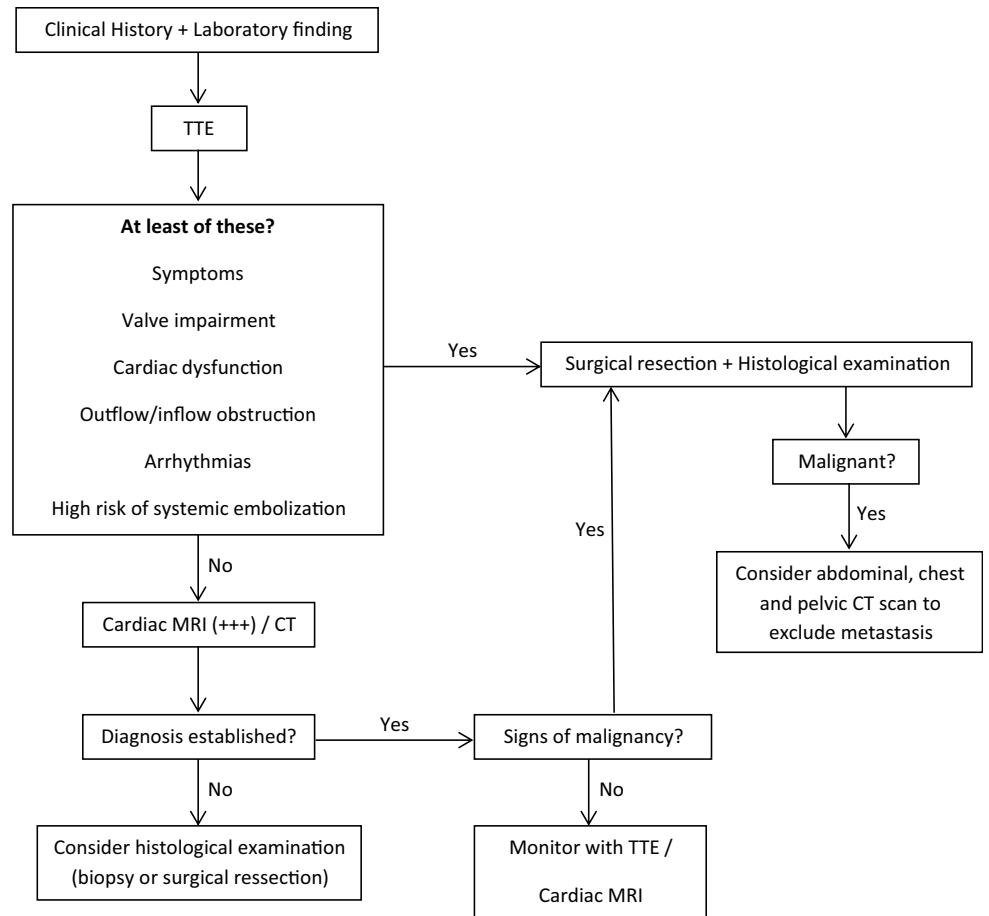 Clinical History + Laboratory finding
TTE
At least of these?
Symptoms
Valve impairment
Cardiac dysfunction
Outflow/inflow obstruction
Arrhythmias
High risk of systemic embolization
Yes
Surgical resection + Histological examination
Malignant?
Yes
Consider abdominal, chest
and pelvic CT scan to
exclude metastasis
No
Cardiac MRI (+++) / CT
Yes
Diagnosis established?
Yes
Signs of malignancy?
No
Consider histological examination
(biopsy or surgical ressection)
No
Monitor with TTE /
Cardiac MRI